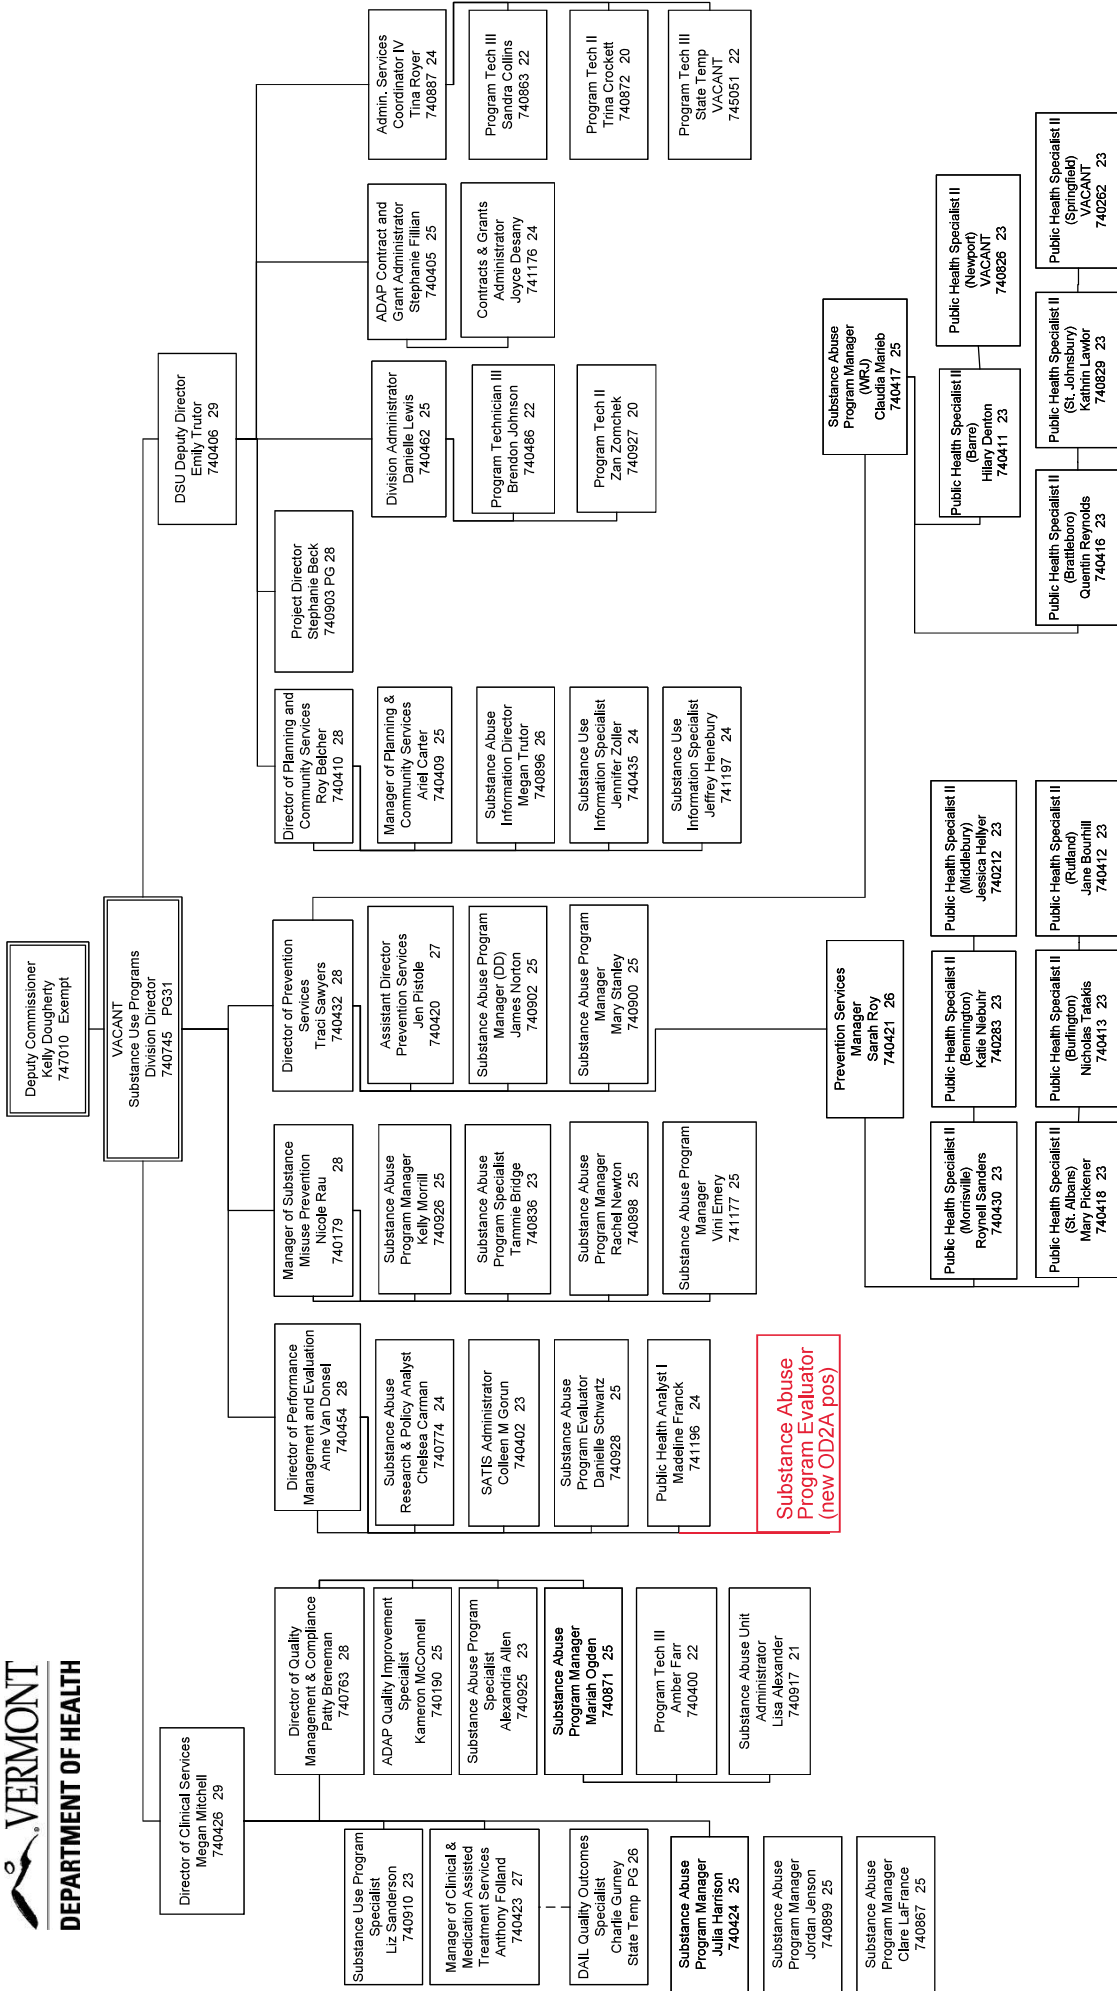 VERMONT
DEPARTMENT OF HEALTH
Deputy Commissioner
Kelly Dougherty
747010 Exempt
VACANT
Substance Use Programs
Division Director
740745 PG31
Director of Clinical Services
Megan Mitchell
740426 29
DSU Deputy Director
Emily Trutor
740406 29
Substance Use Program
Specialist
Liz Sanderson
740910 23
Manager of Clinical &
Medication Assisted
Treatment Services
Anthony Folland
740423 27
DAIL Quality Outcomes
Specialist
Charlie Gurney
State Temp PG 26
Substance Abuse
Program Manager
Julia Harrison
740424 25
Substance Abuse
Program Manager
Jordan Jenson
740899 25
Substance Abuse
Program Manager
Clare LaFrance
740867 25
Director of Quality
Management & Compliance
Patty Breneman
740763 28
ADAP Quality Improvement
Specialist
Kameron McConnell
740190 25
Substance Abuse Program
Specialist
Alexandria Allen
740925 23
Substance Abuse
Program Manager
Mariah Ogden
740871 25
Program Tech III
Amber Farr
740400 22
Substance Abuse Unit
Administrator
Lisa Alexander
740917 21
Director of Performance
Management and Evaluation
Anne Van Donsel
740454 28
Substance Abuse
Research & Policy Analyst
Chelsea Carman
740774 24
SATIS Administrator
Colleen M Gorun
740402 23
Substance Abuse
Program Evaluator
Danielle Schwartz
740928 25
Public Health Analyst I
Madeline Franck
741196 24
Substance Abuse
Program Evaluator
(new OD2A pos)
Manager of Substance
Misuse Prevention
Nicole Rau
740179 28
Substance Abuse
Program Manager
Kelly Morrill
740926 25
Substance Abuse
Program Specialist
Tammie Bridge
740836 23
Substance Abuse
Program Manager
Rachel Newton
740898 25
Substance Abuse Program
Manager
Vini Emery
741177 25
Director of Prevention
Services
Traci Sawyers
740432 28
Assistant Director
Prevention Services
Jen Pistole
740420 27
Substance Abuse Program
Manager (DD)
James Norton
740902 25
Substance Abuse Program
Manager
Mary Stanley
740900 25
Prevention Services
Manager
Sarah Roy
740421 26
Public Health Specialist II
(Morrisville)
Roynell Sanders
740430 23
Public Health Specialist II
(Bennington)
Katie Niebuhr
740283 23
Public Health Specialist II
(Middlebury)
Jessica Hellyer
740212 23
Public Health Specialist II
(St. Albans)
Mary Pickener
740418 23
Public Health Specialist II
(Burlington)
Nicholas Tatakis
740413 23
Public Health Specialist II
(Rutland)
Jane Bourhill
740412 23
Director of Planning and
Community Services
Roy Belcher
740410 28
Manager of Planning &
Community Services
Ariel Carter
740409 25
Substance Abuse
Information Director
Megan Trutor
740896 26
Substance Use
Information Specialist
Jennifer Zoller
740435 24
Substance Use
Information Specialist
Jeffrey Henebury
741197 24
Project Director
Stephanie Beck
740903 PG 28
Division Administrator
Danielle Lewis
740462 25
Program Technician III
Brendon Johnson
740486 22
Program Tech II
Zan Zomchek
740927 20
ADAP Contract and
Grant Administrator
Stephanie Fillian
740405 25
Contracts & Grants
Administrator
Joyce Desany
741176 24
Admin. Services
Coordinator IV
Tina Royer
740887 24
Program Tech III
Sandra Collins
740863 22
Program Tech II
Trina Crockett
740872 20
Program Tech III
State Temp
VACANT
745051 22
Substance Abuse
Program Manager
(WRJ)
Claudia Marieb
740417 25
Public Health Specialist II
(Barre)
Hilary Denton
740411 23
Public Health Specialist II
(Newport)
VACANT
740826 23
Public Health Specialist II
(Brattleboro)
Quentin Reynolds
740416 23
Public Health Specialist II
(St. Johnsbury)
Kathrin Lawlor
740829 23
Public Health Specialist II
(Springfield)
VACANT
740262 23